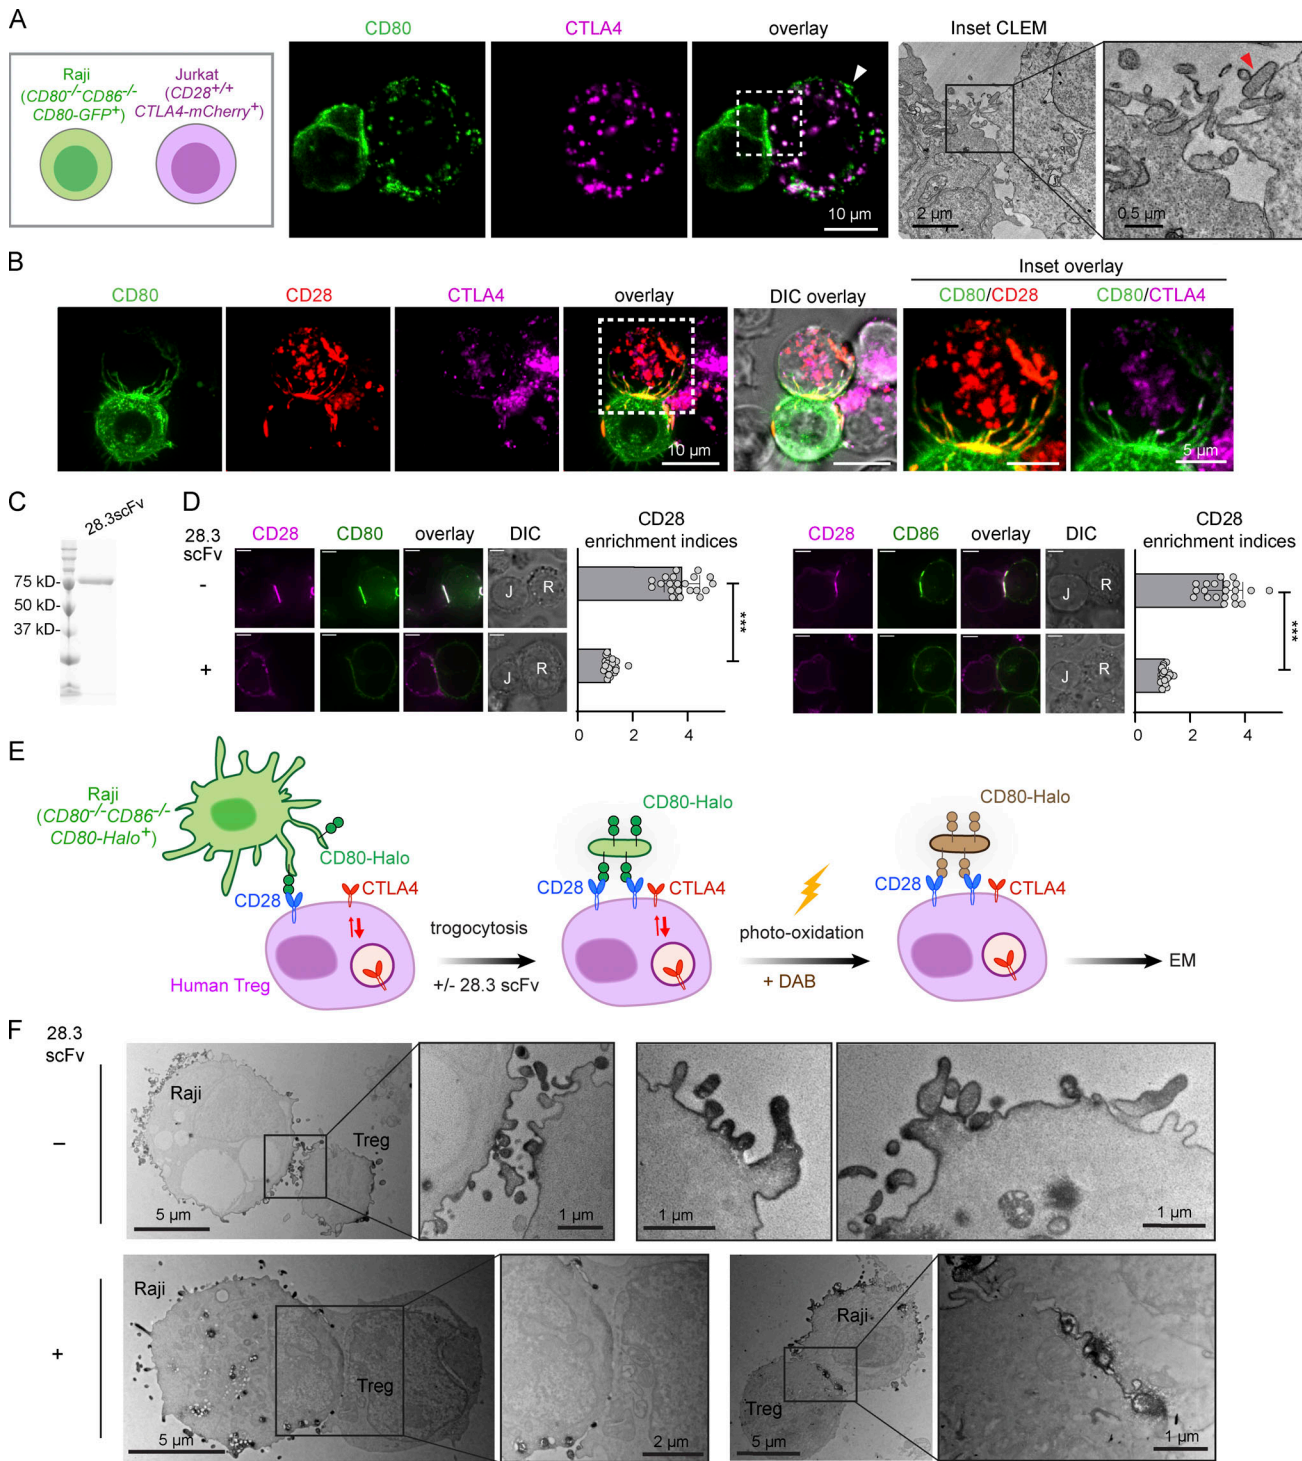 A
Raji
(CD80-/-CD86-/-
CD80-GFP+)
Jurkat
(CD28+/+
CTLA4-mCherry+)
CD80
CTLA4
overlay
Inset CLEM
10 µm
2 µm
0.5 µm
B
CD80
CD28
CTLA4
overlay
DIC overlay
Inset overlay
CD80/CD28
CD80/CTLA4
10 µm
5 µm
C
28.3scFv
75 kD-
50 kD-
37 kD-
D
28.3
scFv
CD28
CD80
overlay
DIC
CD28
enrichment indices
-
J
R
***
+
J
R
0
2
4
CD28
CD86
overlay
DIC
CD28
enrichment indices
J
R
***
J
R
0
2
4
E
Raji
(CD80-/-CD86-/-
CD80-Halo+)
CD80-Halo
CD28
CTLA4
Human Treg
trogocytosis
+/- 28.3 scFv
CD80-Halo
CD28
CTLA4
photo-oxidation
+ DAB
CD80-Halo
CD28
CTLA4
EM
F
28.3
scFv
–
Raji
Treg
5 µm
1 µm
1 µm
1 µm
+
Raji
Treg
5 µm
2 µm
Raji
Treg
5 µm
1 µm